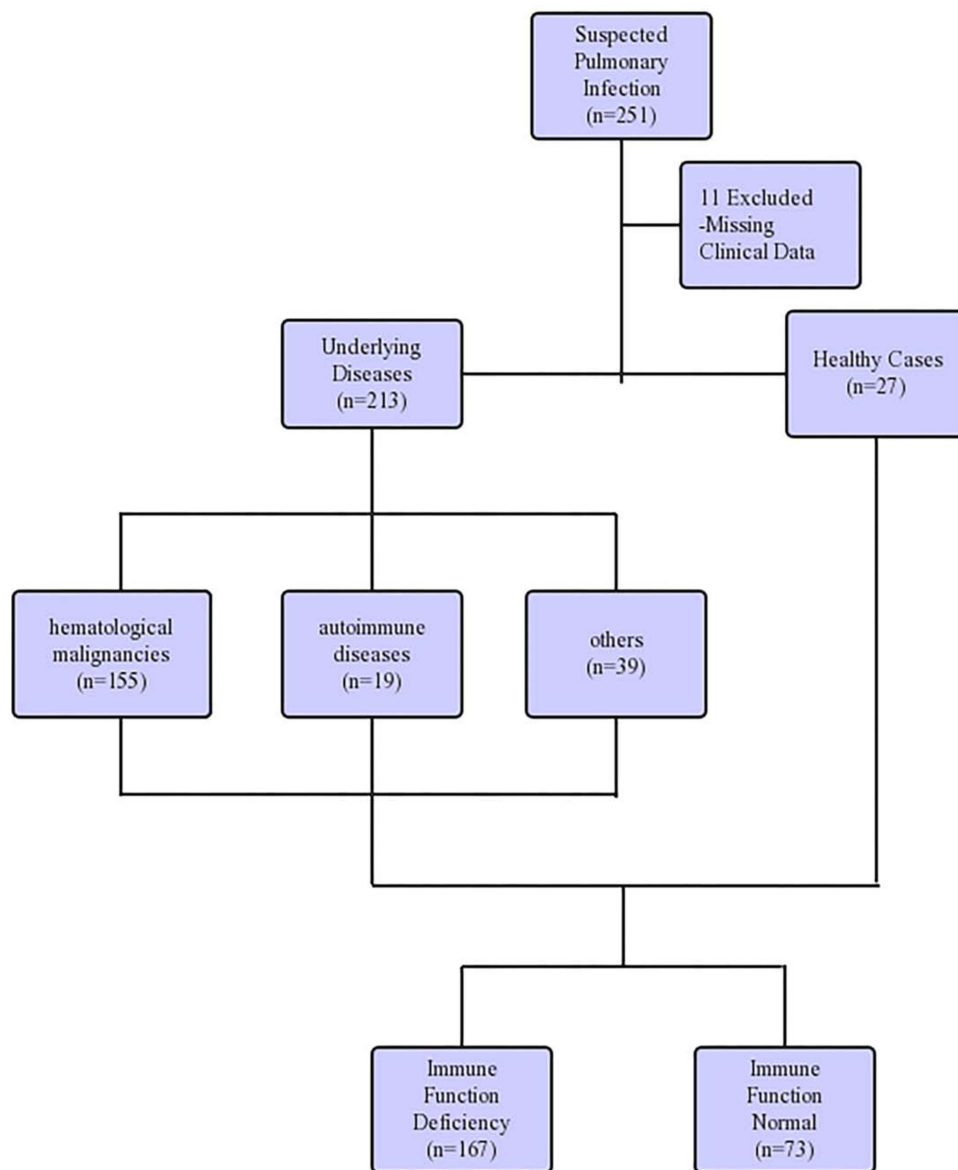 Suspected
Pulmonary
Infection
(n=251)
11 Excluded
-Missing
Clinical Data
Underlying
Diseases
(n=213)
Healthy Cases
(n=27)
hematological
malignancies
(n=155)
autoimmune
diseases
(n=19)
others
(n=39)
Immune
Function
Deficiency
(n=167)
Immune
Function
Normal
(n=73)